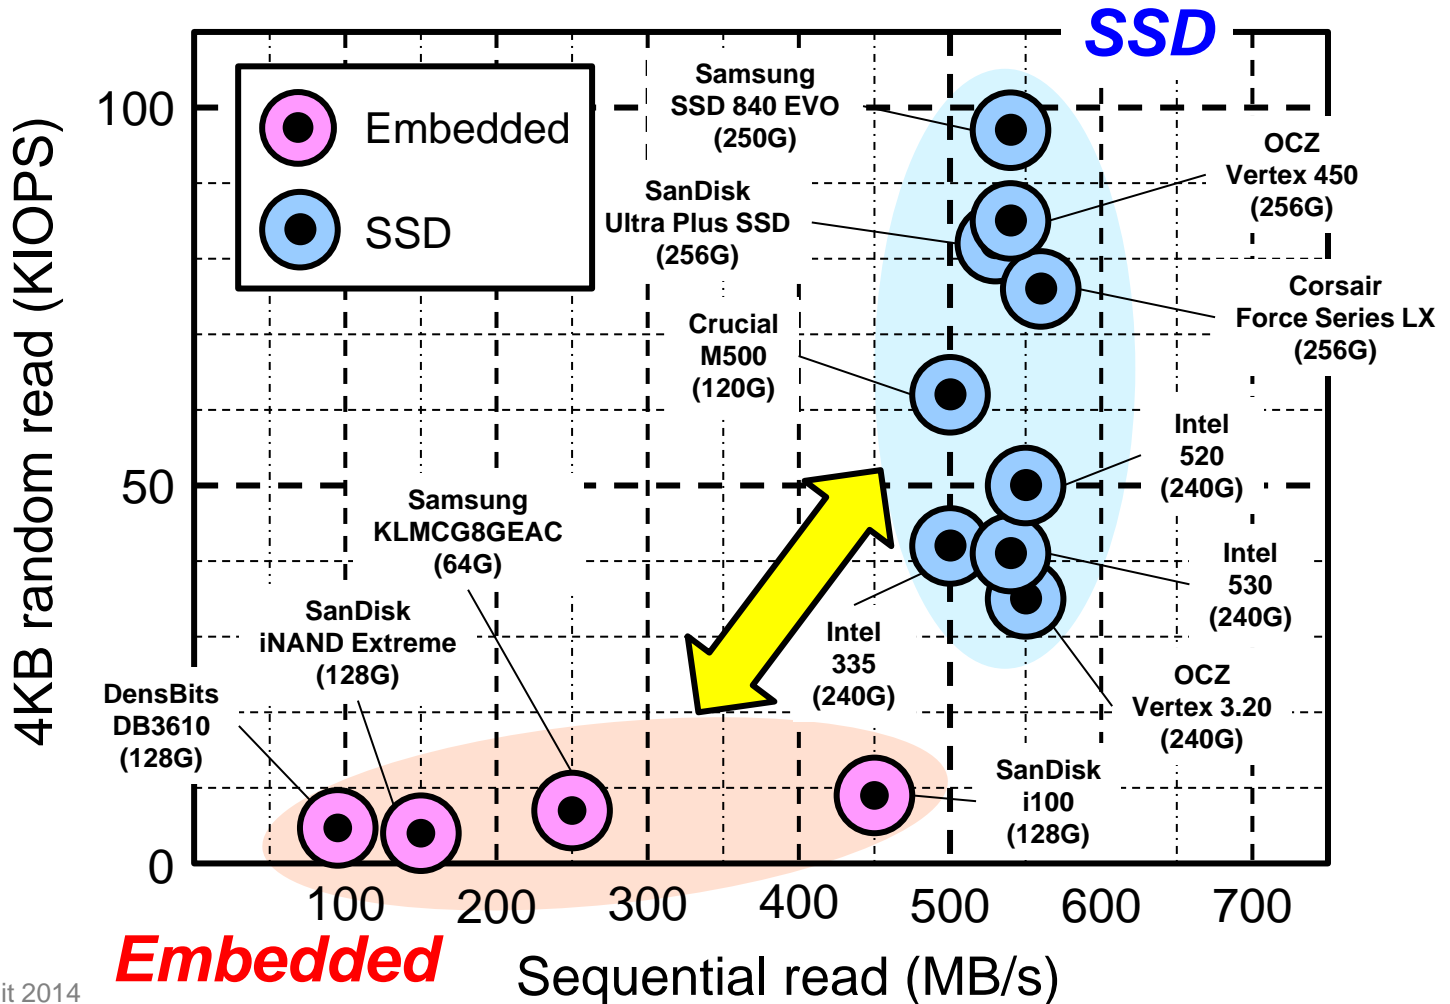 SSD
Embedded
SSD
Samsung
SSD 840 EVO
(250G)
OCZ
Vertex 450
(256G)
SanDisk
Ultra Plus SSD
(256G)
Corsair
Force Series LX
(256G)
Crucial
M500
(120G)
Intel
520
(240G)
Samsung
KLMCG8GEAC
(64G)
Intel
530
(240G)
SanDisk
iNAND Extreme
(128G)
Intel
335
(240G)
DensBits
DB3610
(128G)
OCZ
Vertex 3.20
(240G)
SanDisk
i100
(128G)
4KB random read (KIOPS)
100
50
0
100 200 300 400 500 600 700
Embedded
Sequential read (MB/s)
it 2014